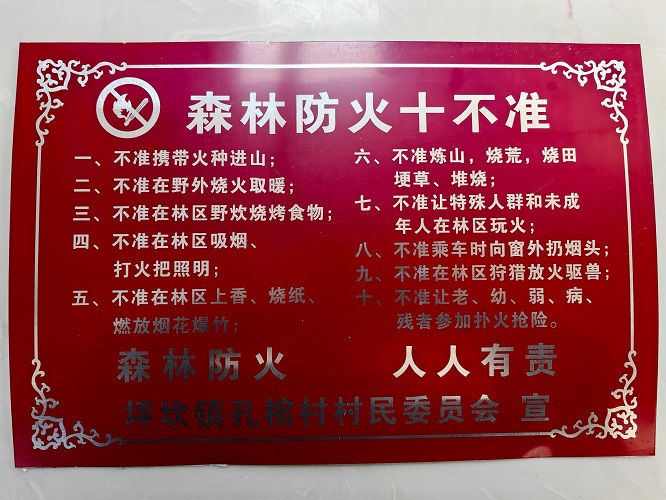 森林防火十不准
一、不准携带火种进山；
二、不准在野外烧火取暖；
三、不准在林区野炊烧烤食物；
四、不准在林区吸烟、
打火把照明；
五、不准在林区上香、烧纸、
燃放烟花爆竹；
六、不准炼山，烧荒，烧田
埂草、堆烧；
七、不准让特殊人群和未成
年人在林区玩火；
八、不准乘车时向窗外扔烟头；
九、不准在林区狩猎放火驱兽；
十、不准让老、幼、弱、病、
残者参加扑火抢险。
森林防火 人人有责
坪坎镇孔棺村村民委员会 宣